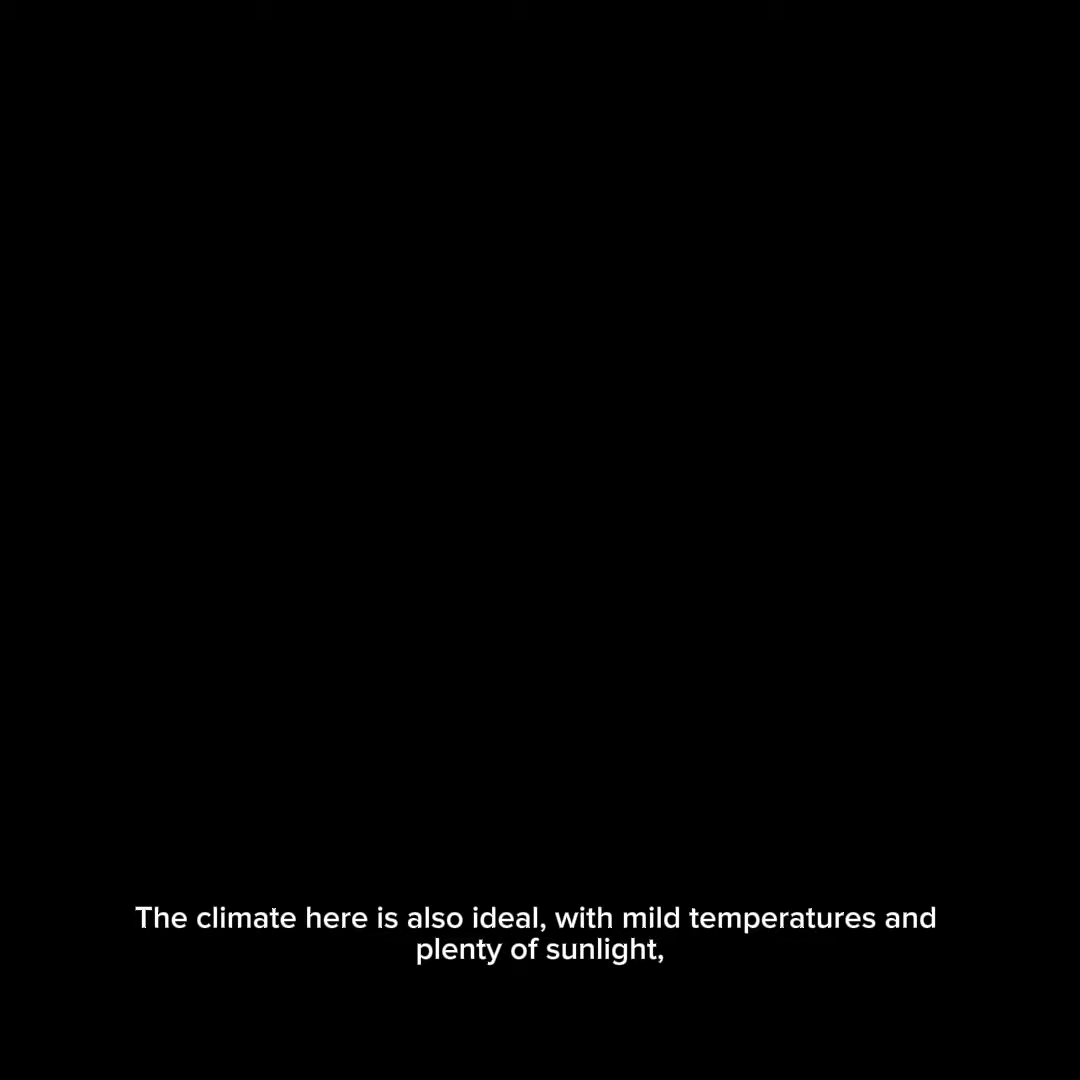 The climate here is also ideal, with mild temperatures and
plenty of sunlight,